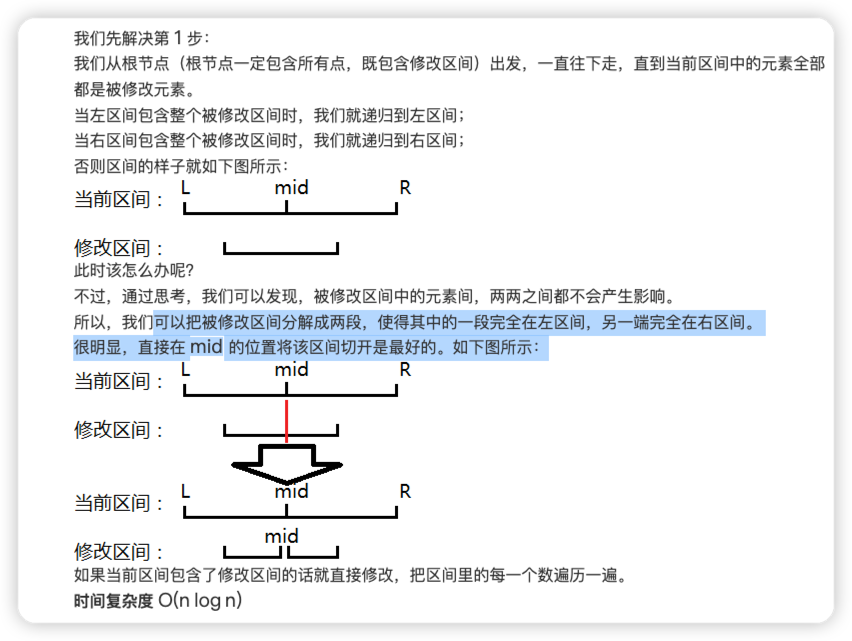 我们先解决第 1 步：
我们从根节点（根节点一定包含所有点，既包含修改区间）出发，一直往下走，直到当前区间中的元素全部
都是被修改元素。
当左区间包含整个被修改区间时，我们就递归到左区间；
当右区间包含整个被修改区间时，我们就递归到右区间；
否则区间的样子就如下图所示：
L mid R
当前区间：
修改区间：
此时该怎么办呢？
不过，通过思考，我们可以发现，被修改区间中的元素间，两两之间都不会产生影响。
所以，我们可以把被修改区间分解成两段，使得其中的一段完全在左区间，另一端完全在右区间。
很明显，直接在 mid 的位置将该区间切开是最好的。如下图所示：
L mid R
当前区间：
修改区间：
L mid R
当前区间：
mid
修改区间：
如果当前区间包含了修改区间的话就直接修改，把区间里的每一个数遍历一遍。
时间复杂度 O(n log n)